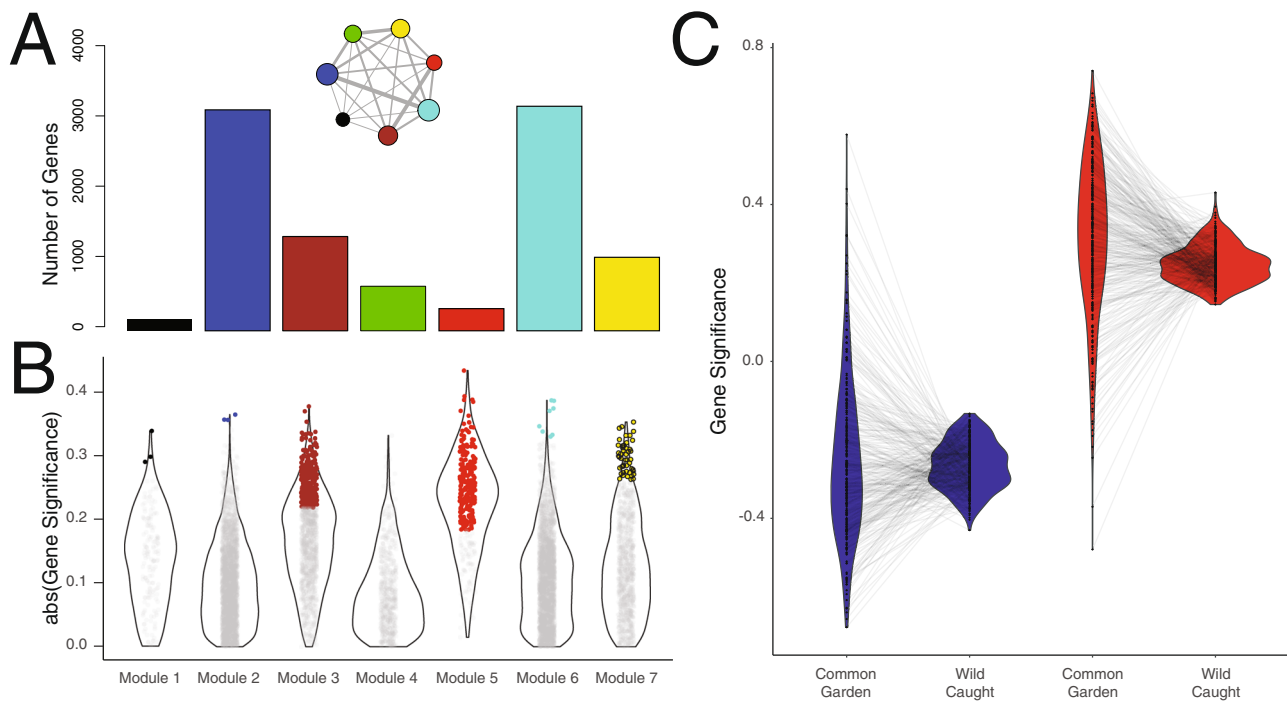 A
Number of Genes
4000
3000
2000
1000
0
B
abs(Gene Significance)
0.4
0.3
0.2
0.1
0.0
Module 1 Module 2 Module 3 Module 4 Module 5 Module 6 Module 7
C
Gene Significance
0.8
0.4
0.0
-0.4
Common Wild Common Wild
Garden Caught Garden Caught